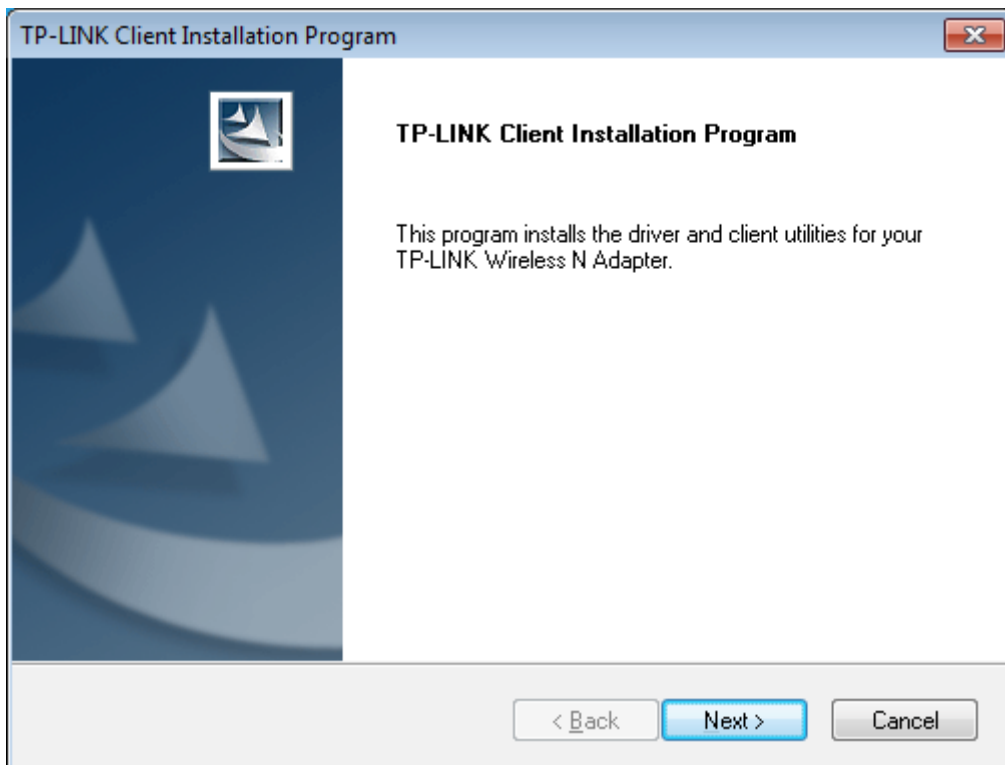 TP-LINK Client Installation Program
TP-LINK Client Installation Program
This program installs the driver and client utilities for your
TP-LINK Wireless N Adapter.
< Back
Next >
Cancel